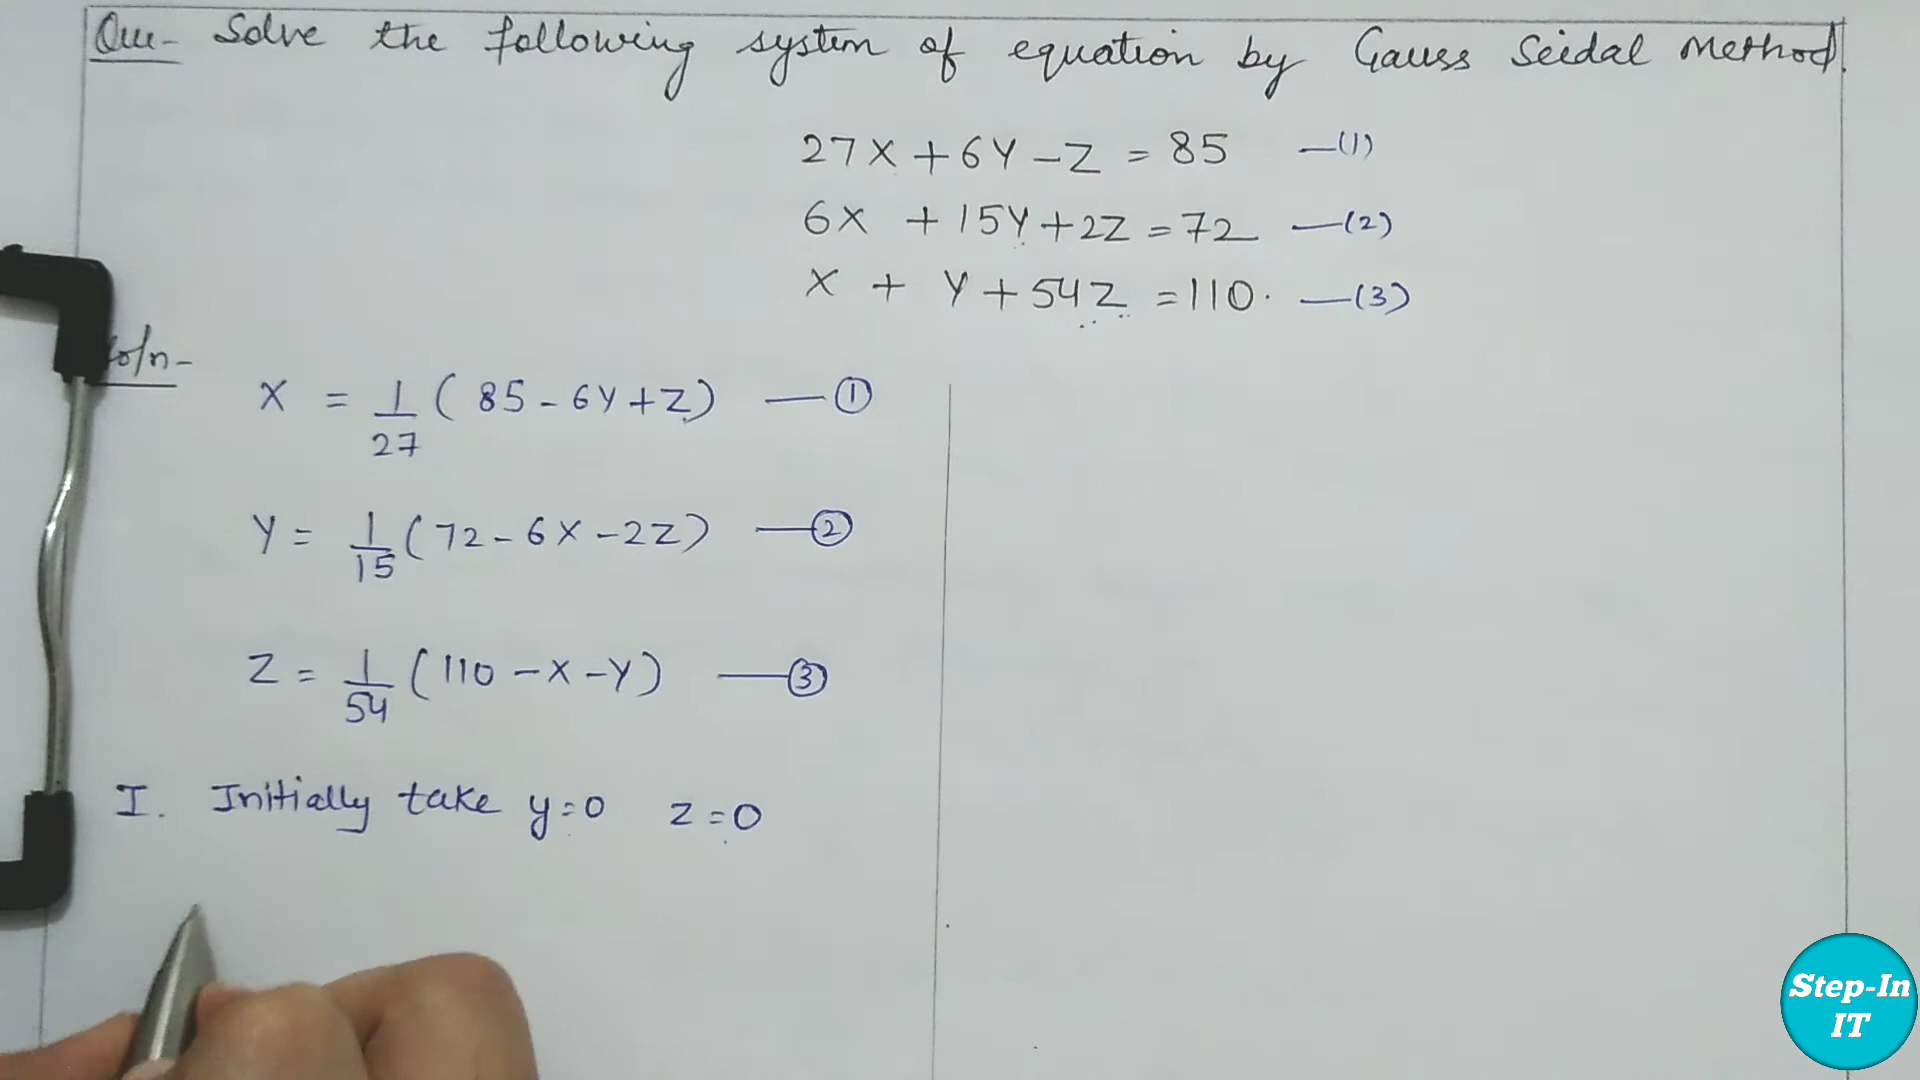 Que- Solve the following system of equation by Gauss Seidal Method.
27X + 6Y - Z = 85 —(1)
6X + 15Y + 2Z = 72 —(2)
X + Y + 54Z = 110. —(3)
Soln-
X = 1/27 (85 - 6Y + Z) —①
Y = 1/15 (72 - 6X - 2Z) —②
Z = 1/54 (110 - X - Y) —③
I. Initially take y=0 z=0
Step-In
IT